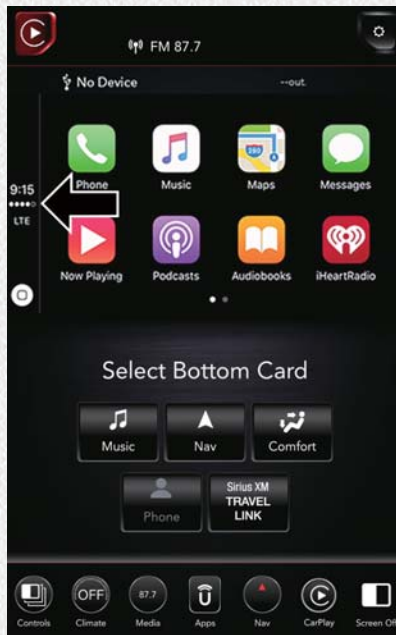 FM 87.7
No Device --out.
Phone Music Maps Messages
9:15
LTE
Now Playing Podcasts Audiobooks iHeartRadio
Select Bottom Card
Music Nav Comfort
Phone Sirius XM
TRAVEL
LINK
OFF 87.7
Controls Climate Media Apps Nav CarPlay Screen Off